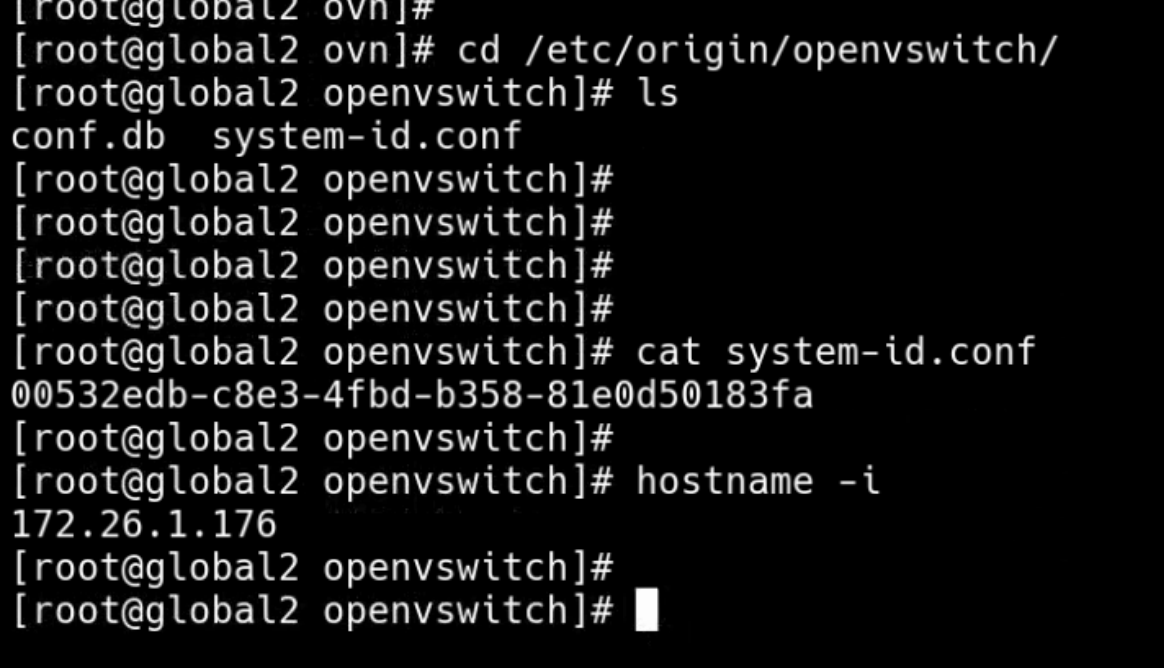 [root@global2 ovn]#
[root@global2 ovn]# cd /etc/origin/openvswitch/
[root@global2 openvswitch]# ls
conf.db  system-id.conf
[root@global2 openvswitch]#
[root@global2 openvswitch]#
[root@global2 openvswitch]#
[root@global2 openvswitch]#
[root@global2 openvswitch]# cat system-id.conf
00532edb-c8e3-4fbd-b358-81e0d50183fa
[root@global2 openvswitch]#
[root@global2 openvswitch]# hostname -i
172.26.1.176
[root@global2 openvswitch]#
[root@global2 openvswitch]#